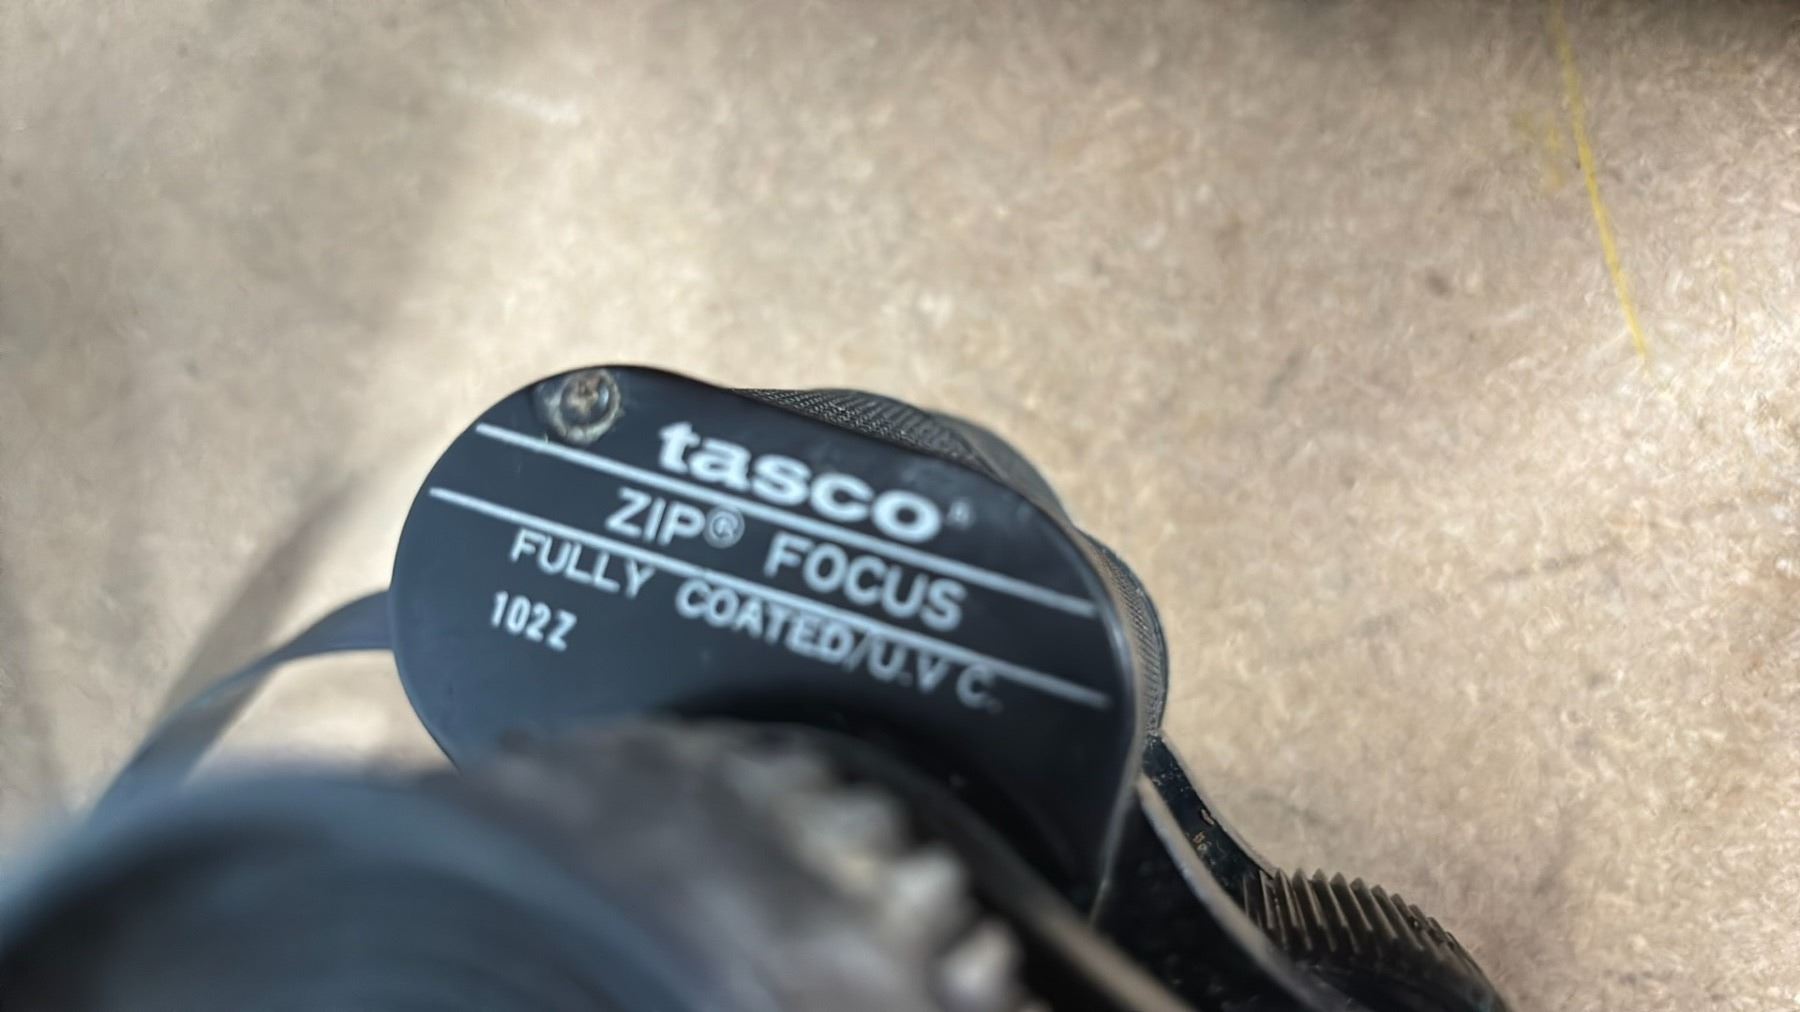 tasco®
ZIP® FOCUS
FULLY COATED/U.V C.
102Z